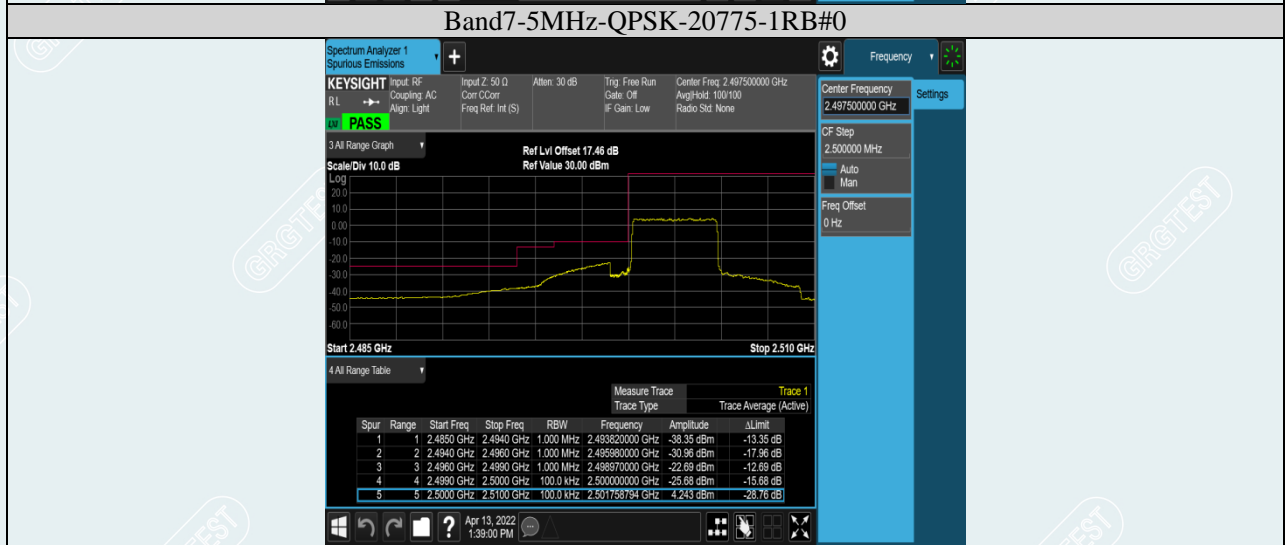 Band7-5MHz-QPSK-20775-1RB#0
Spectrum Analyzer 1
Spurious Emissions
+
Frequency
KEYSIGHT Input: RF Input Z: 50 Ω Atten: 30 dB Trig: Free Run Center Freq: 2.497500000 GHz
RL Coupling: AC Corr CCorr Gate: Off Avg|Hold: 100/100
Align: Light Freq Ref: Int (S) IF Gain: Low Radio Std: None
LXI PASS
Center Frequency
2.497500000 GHz
Settings
CF Step
2.500000 MHz
Auto
Man
Freq Offset
0 Hz
3 All Range Graph
Ref Lvl Offset 17.46 dB
Scale/Div 10.0 dB Ref Value 30.00 dBm
Log
20.0
10.0
0.00
-10.0
-20.0
-30.0
-40.0
-50.0
-60.0
Start 2.485 GHz Stop 2.510 GHz
4 All Range Table
Measure Trace Trace 1
Trace Type Trace Average (Active)
Spur Range Start Freq Stop Freq RBW Frequency Amplitude ΔLimit
1 1 2.4850 GHz 2.4940 GHz 1.000 MHz 2.493820000 GHz -38.35 dBm -13.35 dB
2 2 2.4940 GHz 2.4960 GHz 1.000 MHz 2.495980000 GHz -30.96 dBm -17.96 dB
3 3 2.4960 GHz 2.4990 GHz 1.000 MHz 2.498970000 GHz -22.69 dBm -12.69 dB
4 4 2.4990 GHz 2.5000 GHz 100.0 kHz 2.500000000 GHz -25.68 dBm -15.68 dB
5 5 2.5000 GHz 2.5100 GHz 100.0 kHz 2.501758794 GHz 4.243 dBm -28.76 dB
? Apr 13, 2022
1:39:00 PM
GRGTEST
GRGTEST
GRGTEST
GRGTEST